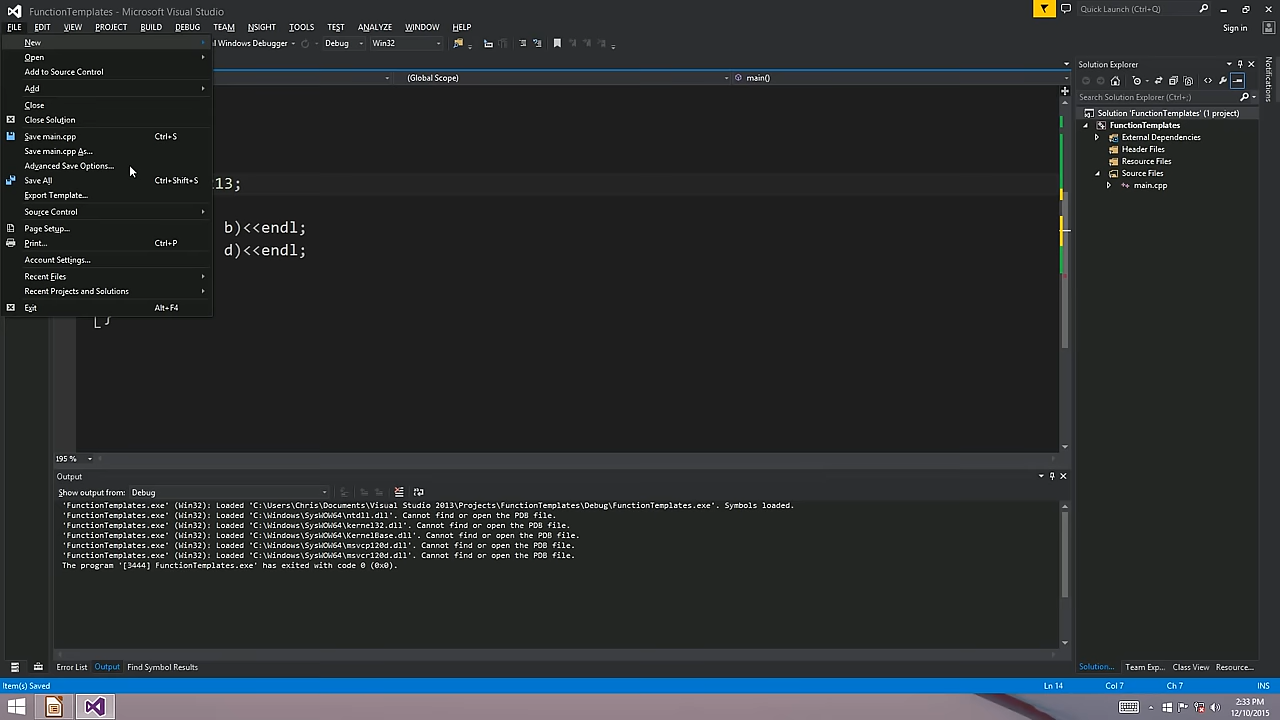 FunctionTemplates - Microsoft Visual Studio
Quick Launch (Ctrl+Q)
FILE EDIT VIEW PROJECT BUILD DEBUG TEAM NSIGHT TOOLS TEST ANALYZE WINDOW HELP
Sign in
New
l Windows Debugger
Debug
Win32
Open
Add to Source Control
Add
Close
Close Solution
Save main.cpp Ctrl+S
Save main.cpp As...
Advanced Save Options...
Save All Ctrl+Shift+S
Export Template...
Source Control
Page Setup...
Print... Ctrl+P
Account Settings...
Recent Files
Recent Projects and Solutions
Exit Alt+F4
(Global Scope)
main()
13;
b)<<endl;
d)<<endl;
}
195 %
Solution Explorer
Search Solution Explorer (Ctrl+;)
Solution 'FunctionTemplates' (1 project)
FunctionTemplates
External Dependencies
Header Files
Resource Files
Source Files
main.cpp
Notifications
Output
Show output from: Debug
'FunctionTemplates.exe' (Win32): Loaded 'C:\Users\Chris\Documents\Visual Studio 2013\Projects\FunctionTemplates\Debug\FunctionTemplates.exe'. Symbols loaded.
'FunctionTemplates.exe' (Win32): Loaded 'C:\Windows\SysWOW64\ntdll.dll'. Cannot find or open the PDB file.
'FunctionTemplates.exe' (Win32): Loaded 'C:\Windows\SysWOW64\kernel32.dll'. Cannot find or open the PDB file.
'FunctionTemplates.exe' (Win32): Loaded 'C:\Windows\SysWOW64\KernelBase.dll'. Cannot find or open the PDB file.
'FunctionTemplates.exe' (Win32): Loaded 'C:\Windows\SysWOW64\msvcp120d.dll'. Cannot find or open the PDB file.
'FunctionTemplates.exe' (Win32): Loaded 'C:\Windows\SysWOW64\msvcr120d.dll'. Cannot find or open the PDB file.
The program '[3444] FunctionTemplates.exe' has exited with code 0 (0x0).
Error List Output Find Symbol Results
Solution... Team Exp... Class View Resource...
Item(s) Saved
Ln 14 Col 7 Ch 7 INS
2:33 PM
12/10/2015